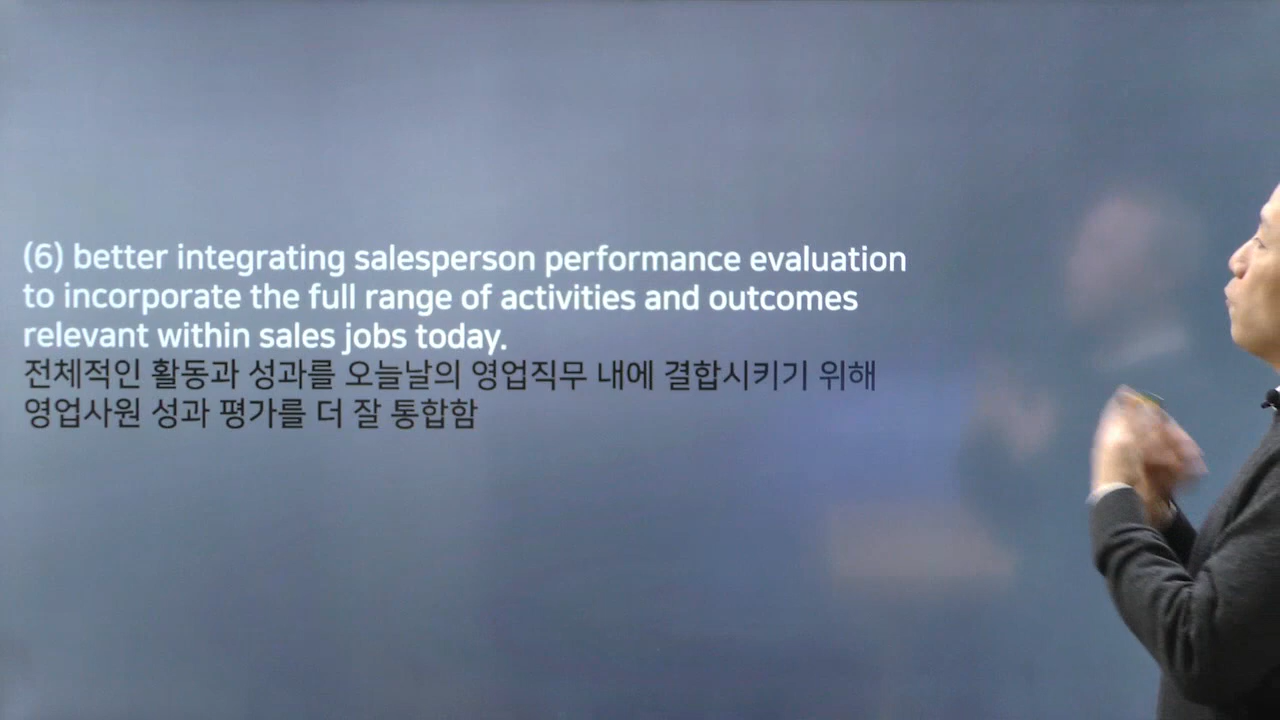 (6) better integrating salesperson performance evaluation
to incorporate the full range of activities and outcomes
relevant within sales jobs today.
전체적인 활동과 성과를 오늘날의 영업직무 내에 결합시키기 위해
영업사원 성과 평가를 더 잘 통합함